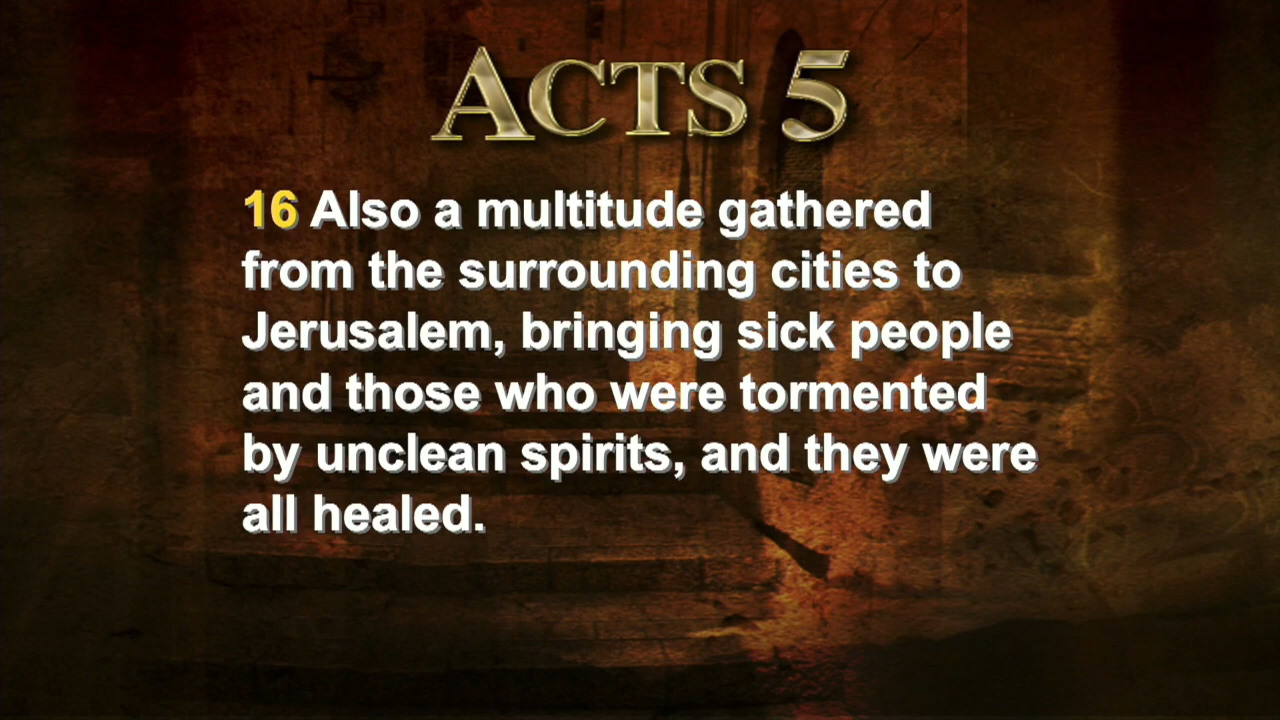 ACTS 5
16 Also a multitude gathered
from the surrounding cities to
Jerusalem, bringing sick people
and those who were tormented
by unclean spirits, and they were
all healed.